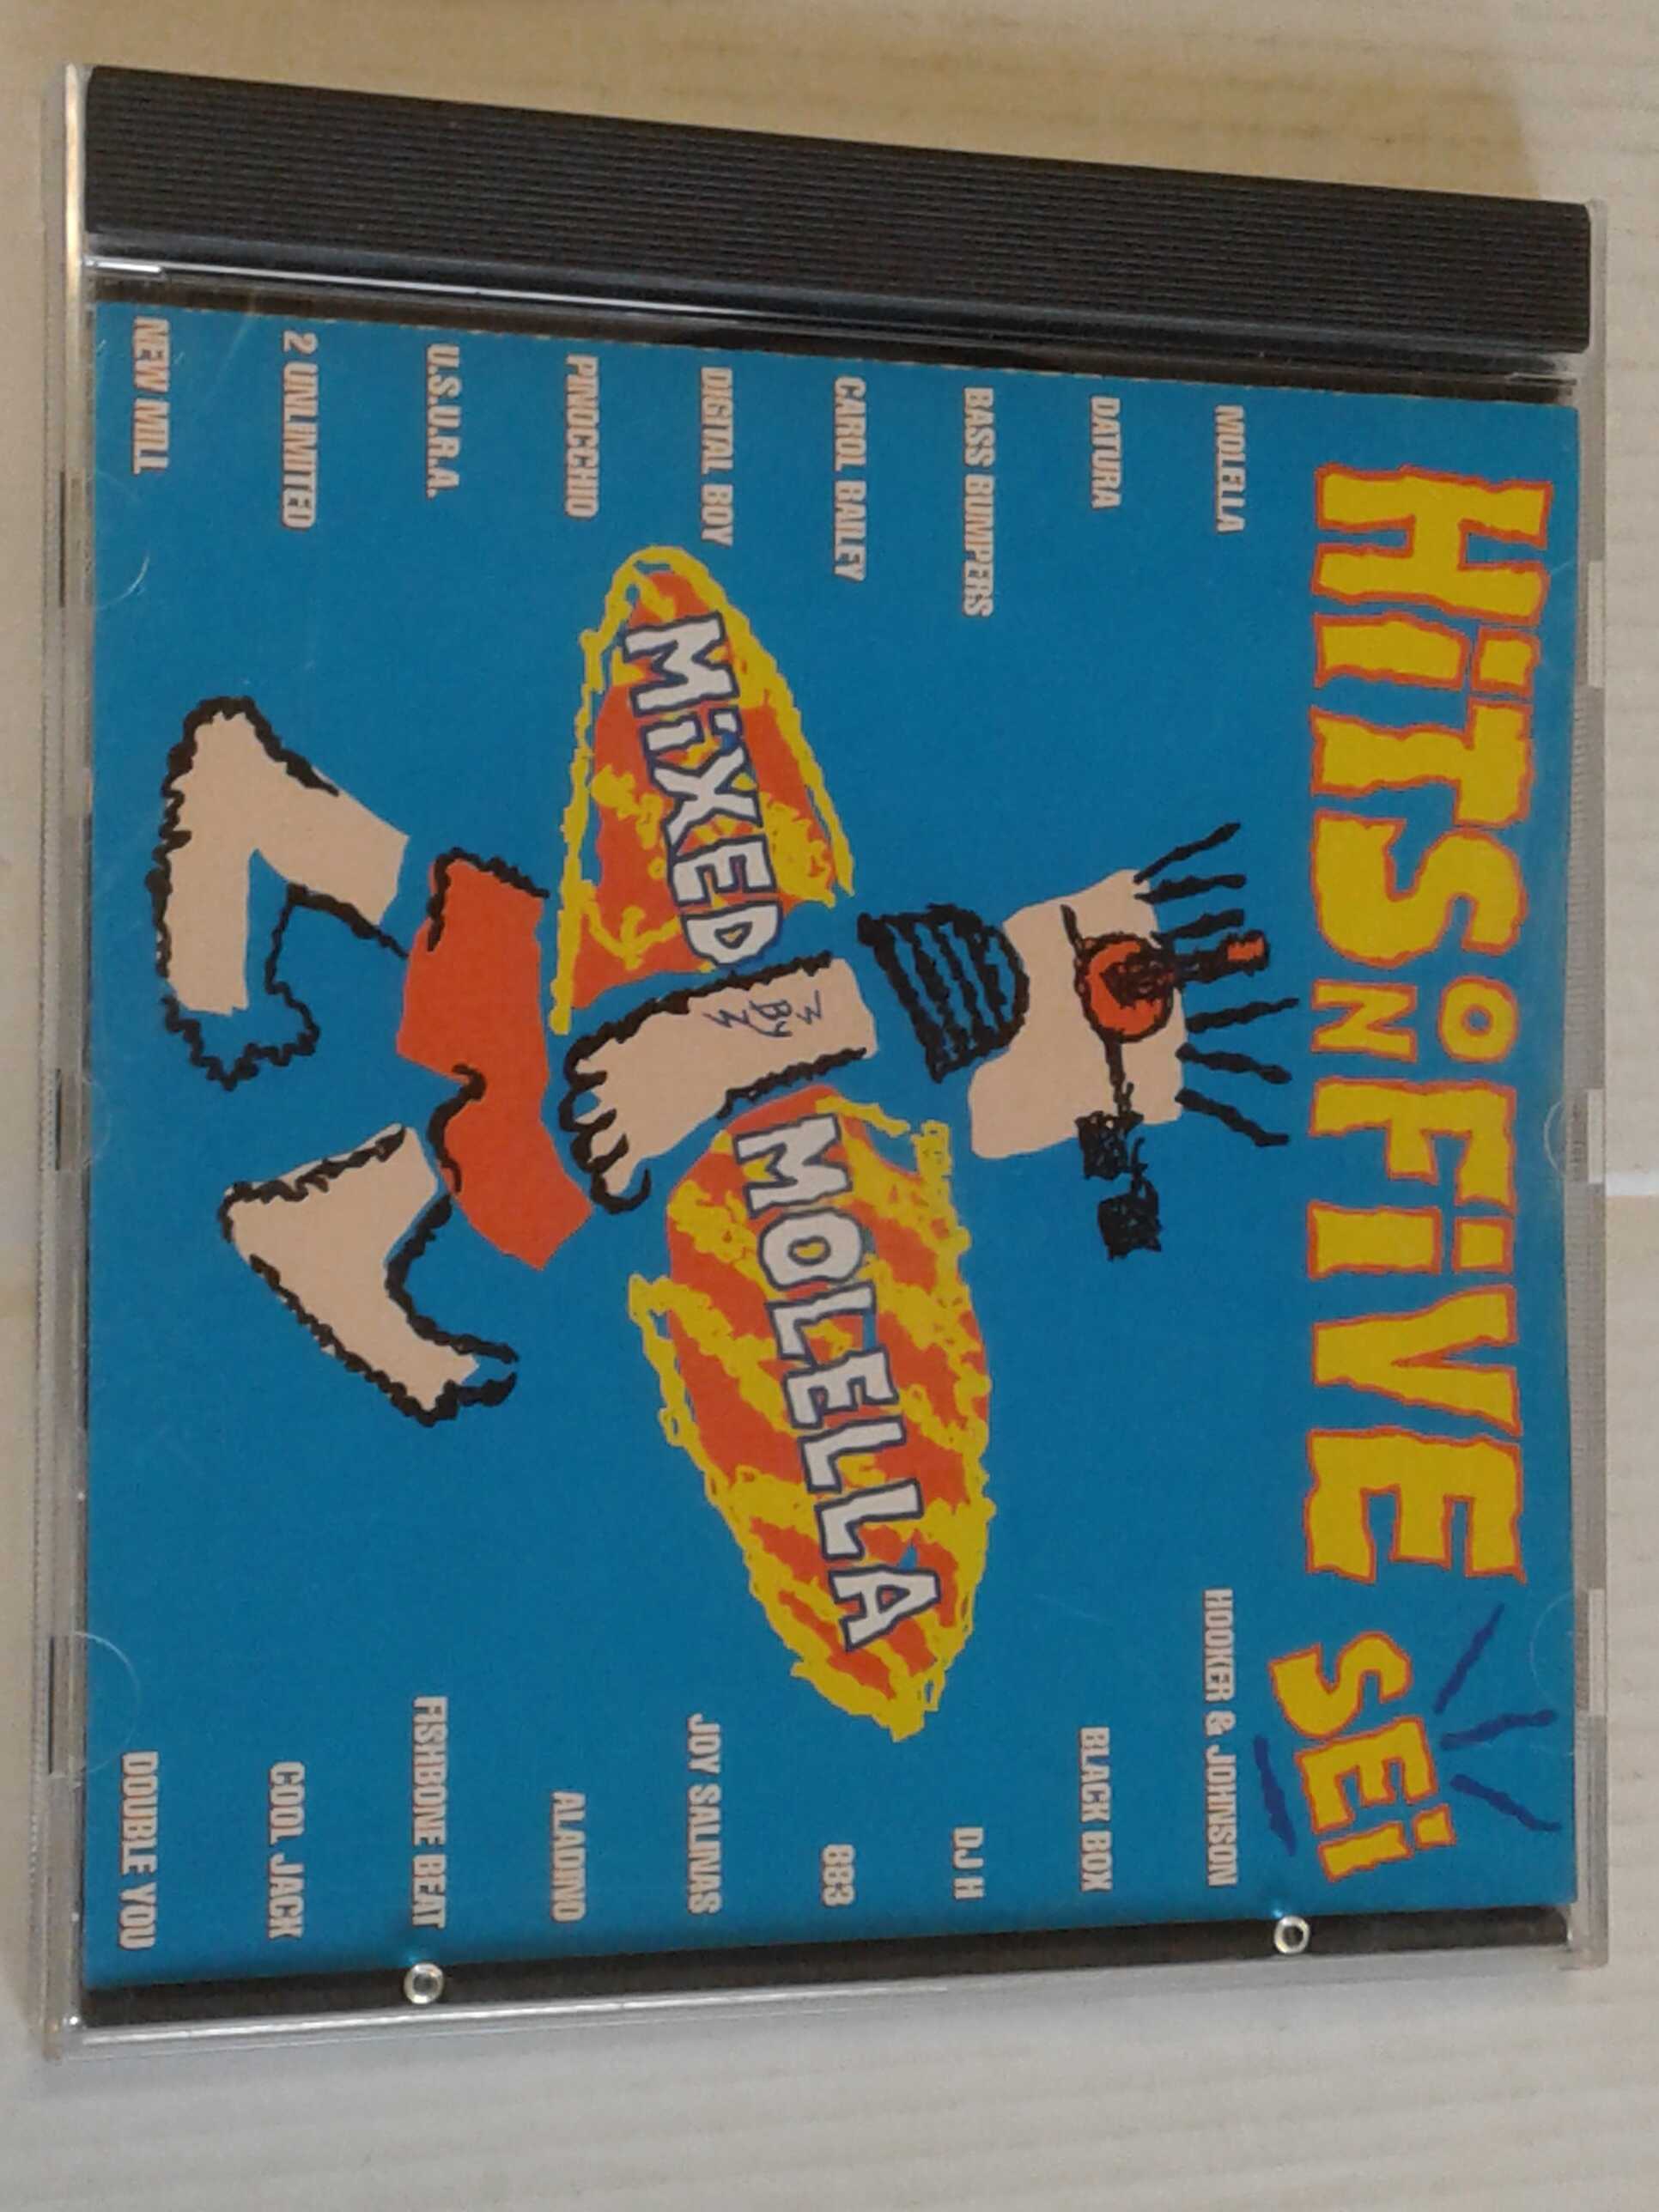 HiTS oN FiVE SEi
MOLELLA
DATURA
BASS BUMPERS
CAROL BAILEY
DIGITAL BOY
PINOCCHIO
U.S.U.R.A.
2 UNLIMITED
NEW MILL
HOOKER & JOHNSON
BLACK BOX
DJ H
883
JOY SALINAS
ALADINO
FISHBONE BEAT
COOL JACK
DOUBLE YOU
MiXED
By
MOLELLA